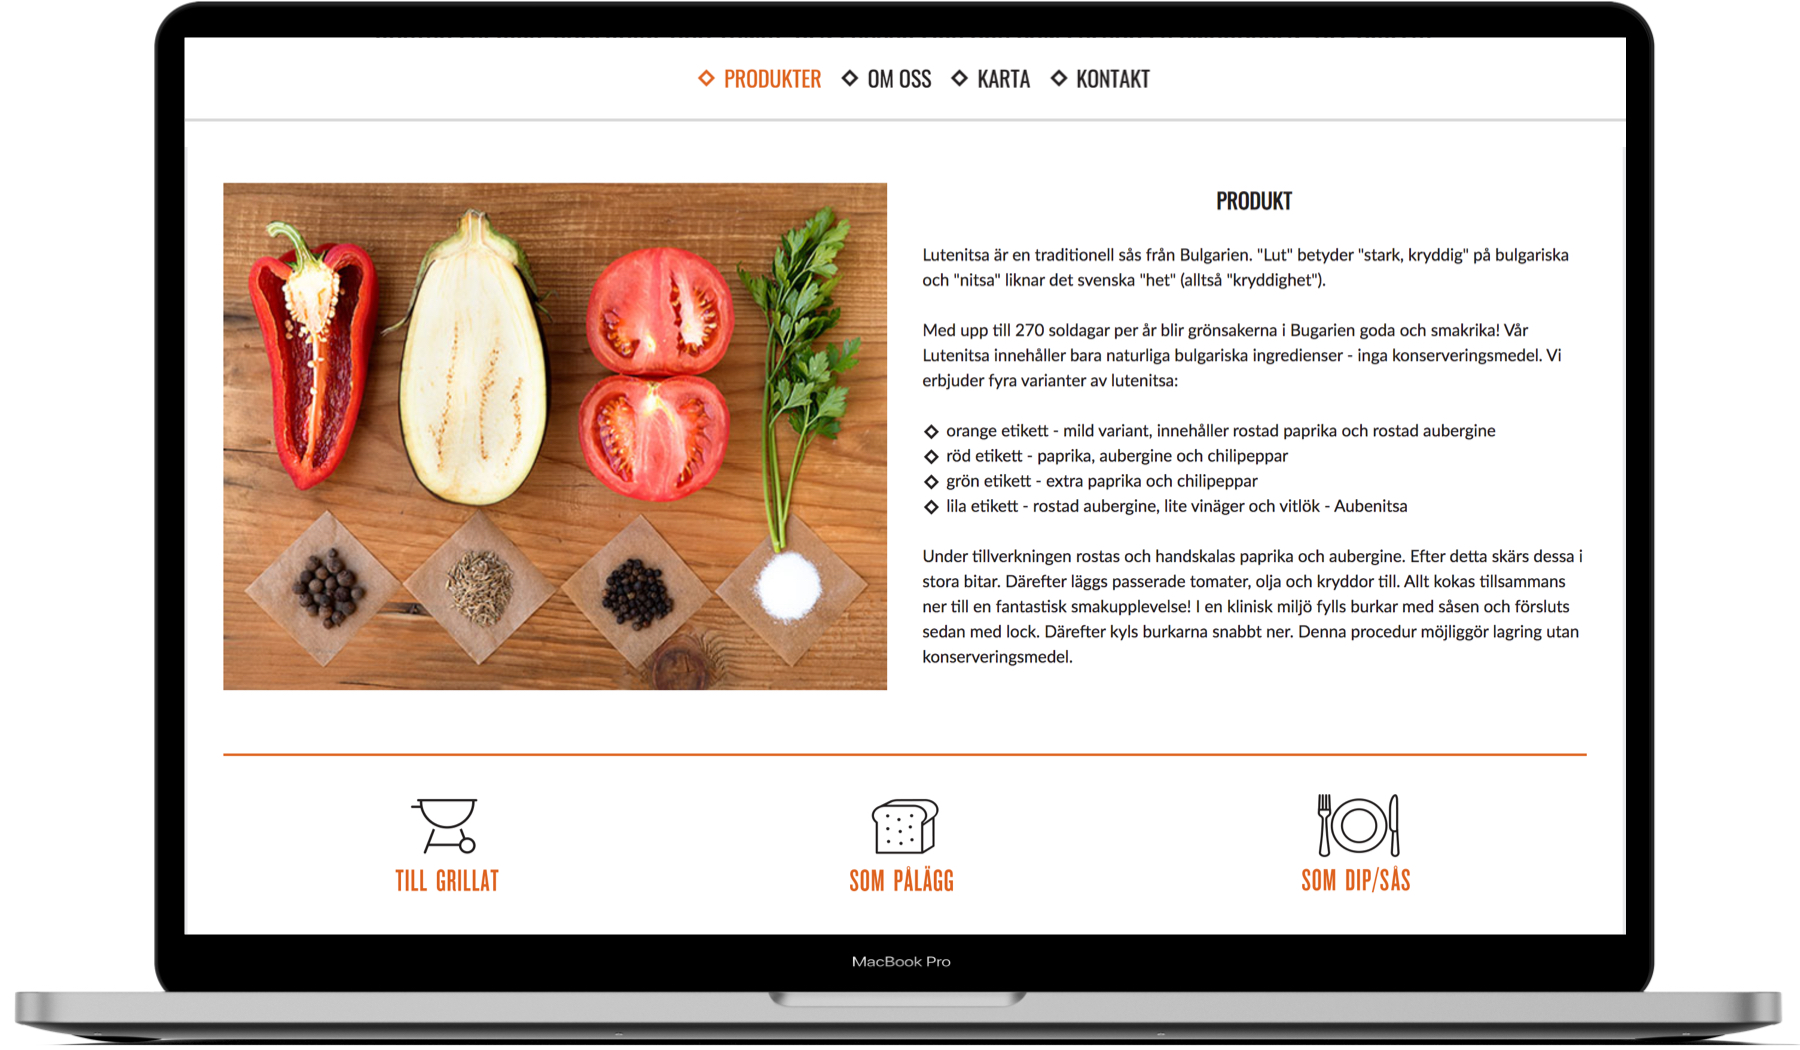 PRODUKTER OM OSS KARTA KONTAKT
PRODUKT
Lutenitsa är en traditionell sås från Bulgarien. "Lut" betyder "stark, kryddig" på bulgariska
och "nitsa" liknar det svenska "het" (alltså "kryddighet").
Med upp till 270 soldagar per år blir grönsakerna i Bugarien goda och smakrika! Vår
Lutenitsa innehåller bara naturliga bulgariska ingredienser - inga konserveringsmedel. Vi
erbjuder fyra varianter av lutenitsa:
orange etikett - mild variant, innehåller rostad paprika och rostad aubergine
röd etikett - paprika, aubergine och chilipeppar
grön etikett - extra paprika och chilipeppar
lila etikett - rostad aubergine, lite vinäger och vitlök - Aubenitsa
Under tillverkningen rostas och handskalas paprika och aubergine. Efter detta skärs dessa i
stora bitar. Därefter läggs passerade tomater, olja och kryddor till. Allt kokas tillsammans
ner till en fantastisk smakupplevelse! I en klinisk miljö fylls burkar med såsen och försluts
sedan med lock. Därefter kyls burkarna snabbt ner. Denna procedur möjliggör lagring utan
konserveringsmedel.
TILL GRILLAT
SOM PÅLÄGG
SOM DIP/SÅS
MacBook Pro